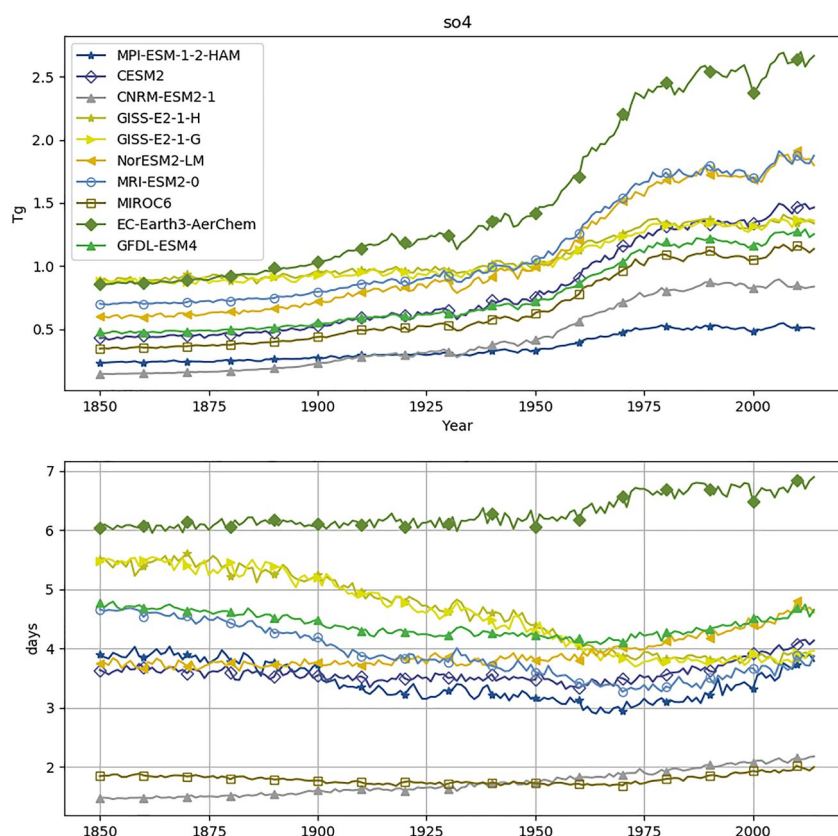 so4
2.5
2.0
1.5
1.0
0.5
Tg
MPI-ESM-1-2-HAM
CESM2
CNRM-ESM2-1
GISS-E2-1-H
GISS-E2-1-G
NorESM2-LM
MRI-ESM2-0
MIROC6
EC-Earth3-AerChem
GFDL-ESM4
1850 1875 1900 1925 1950 1975 2000
Year
7
6
5
4
3
2
days
1850 1875 1900 1925 1950 1975 2000